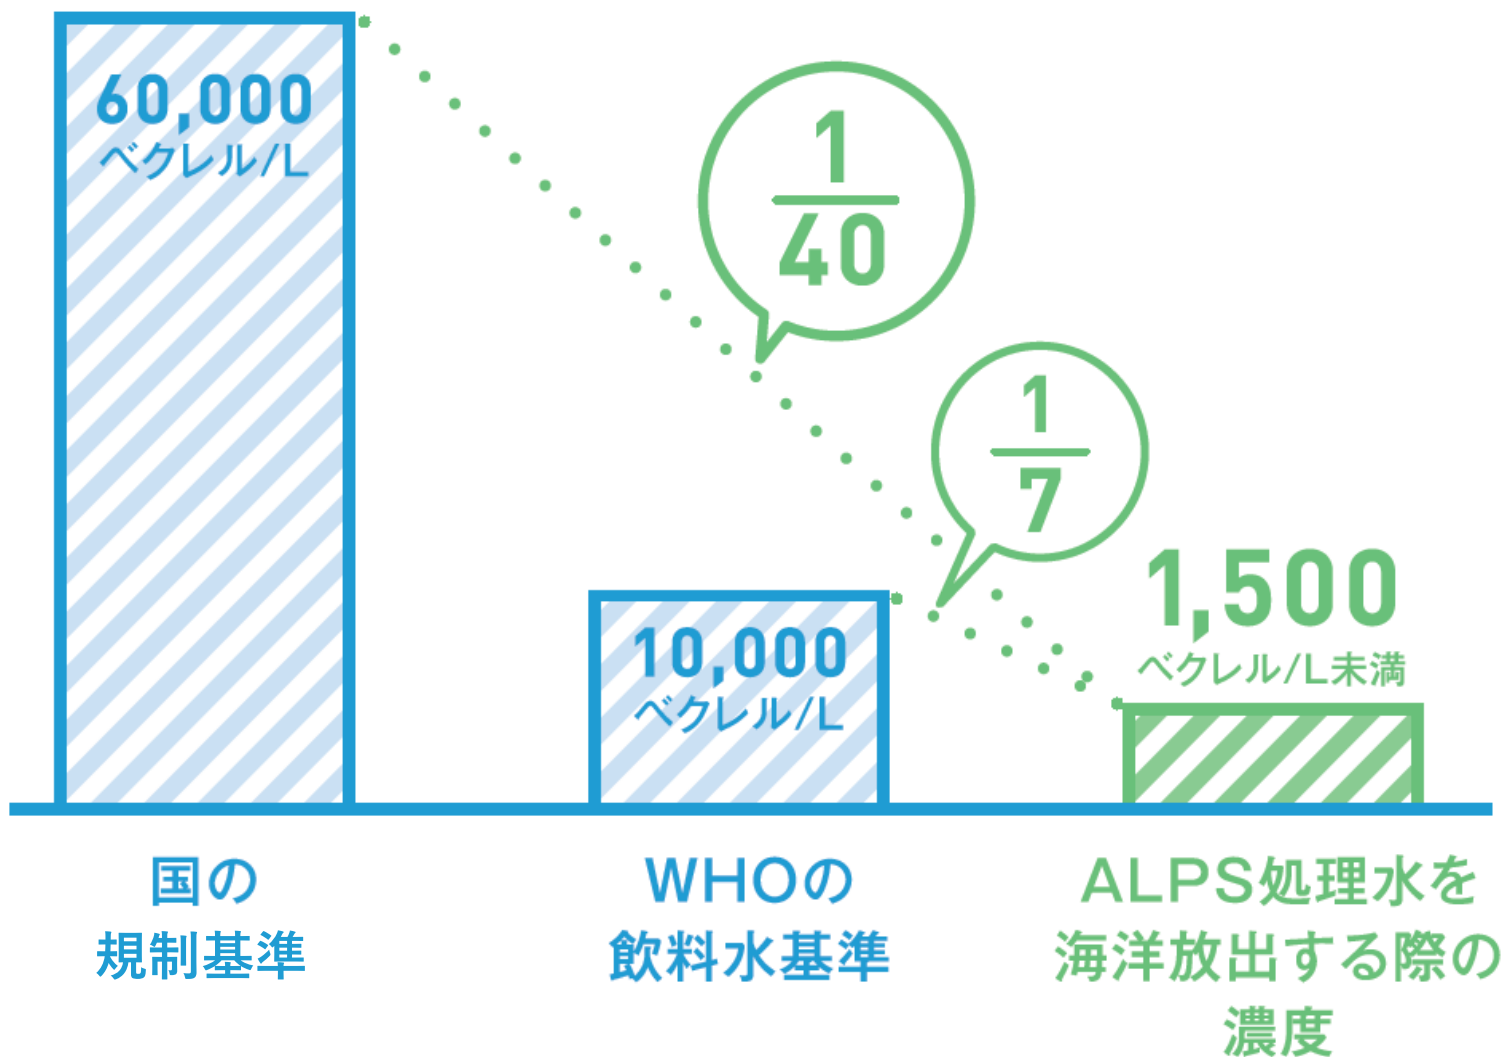 60,000
ベクレル/L
1
40
1
7
10,000
ベクレル/L
1,500
ベクレル/L未満
国の
規制基準
WHOの
飲料水基準
ALPS処理水を
海洋放出する際の
濃度